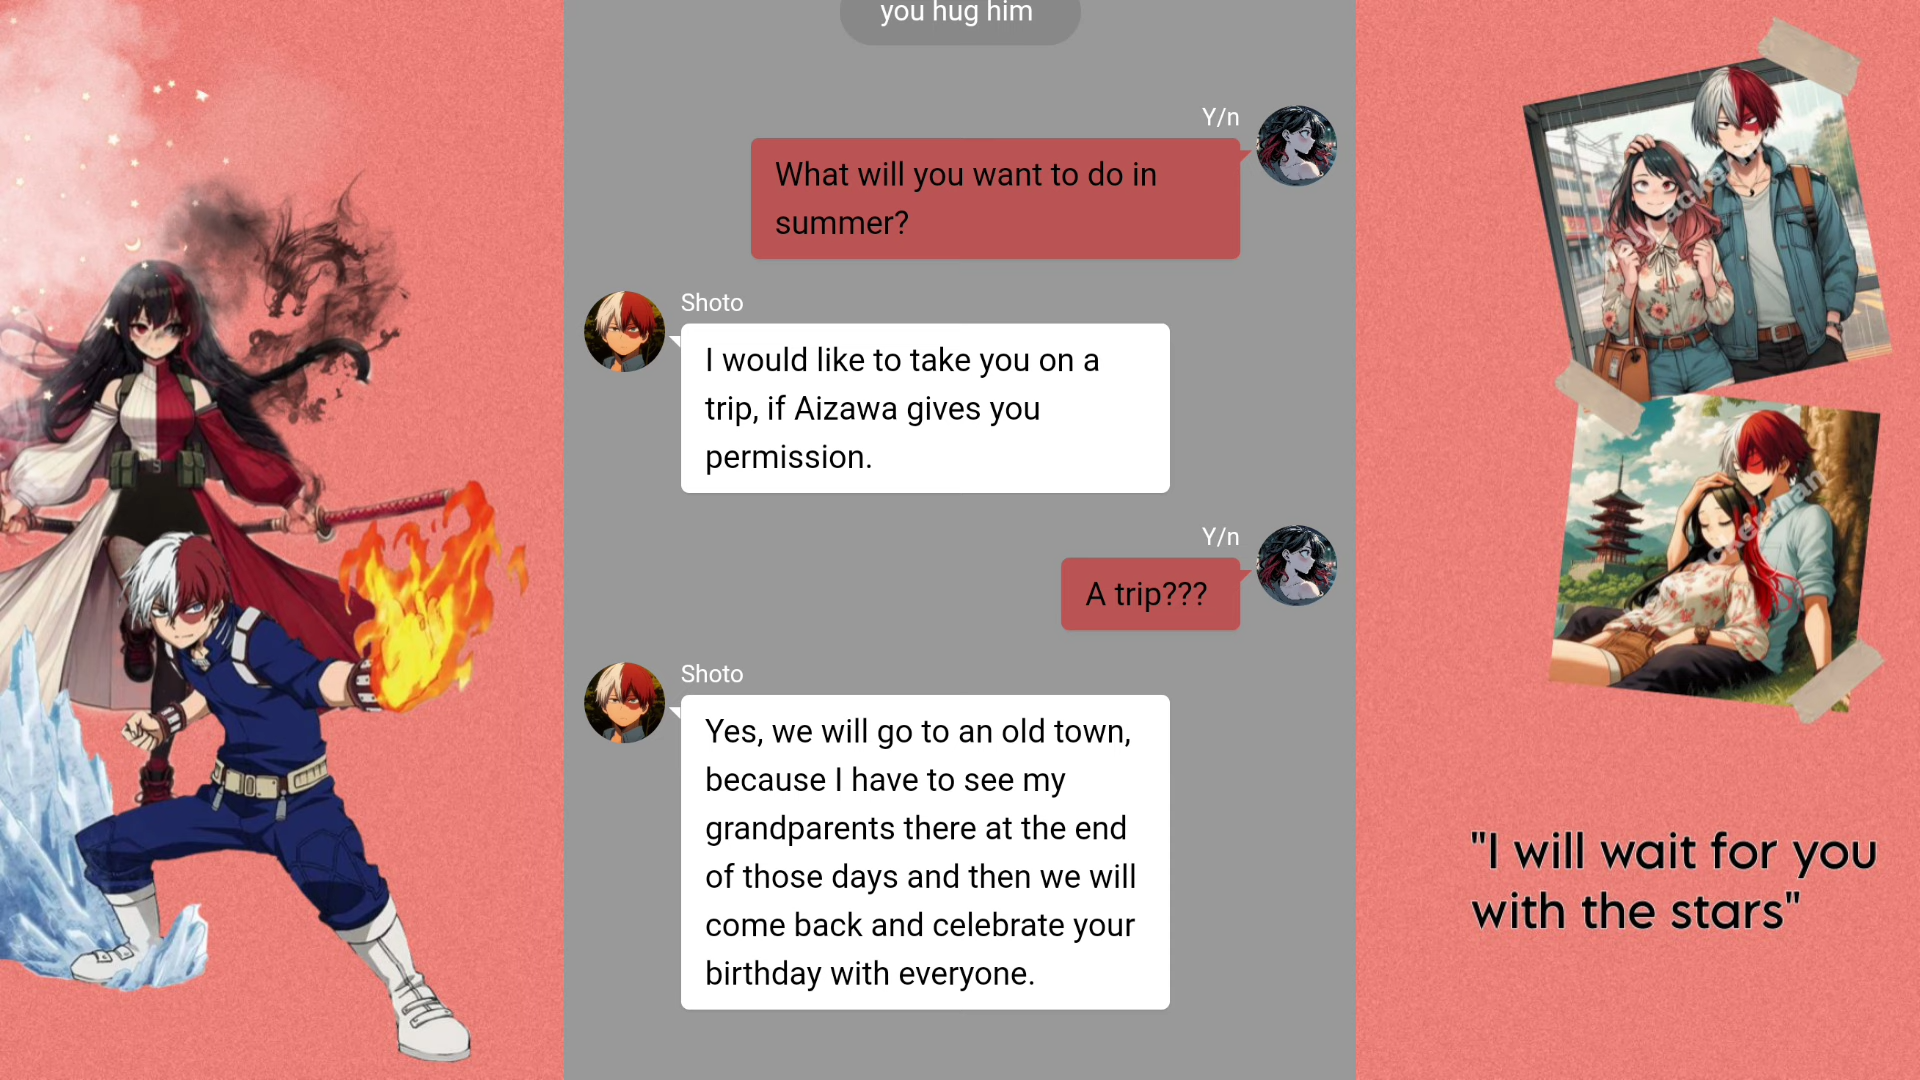 you hug him
Y/n
What will you want to do in
summer?
Shoto
I would like to take you on a
trip, if Aizawa gives you
permission.
Y/n
A trip???
Shoto
Yes, we will go to an old town,
because I have to see my
grandparents there at the end
of those days and then we will
come back and celebrate your
birthday with everyone.
"I will wait for you
with the stars"